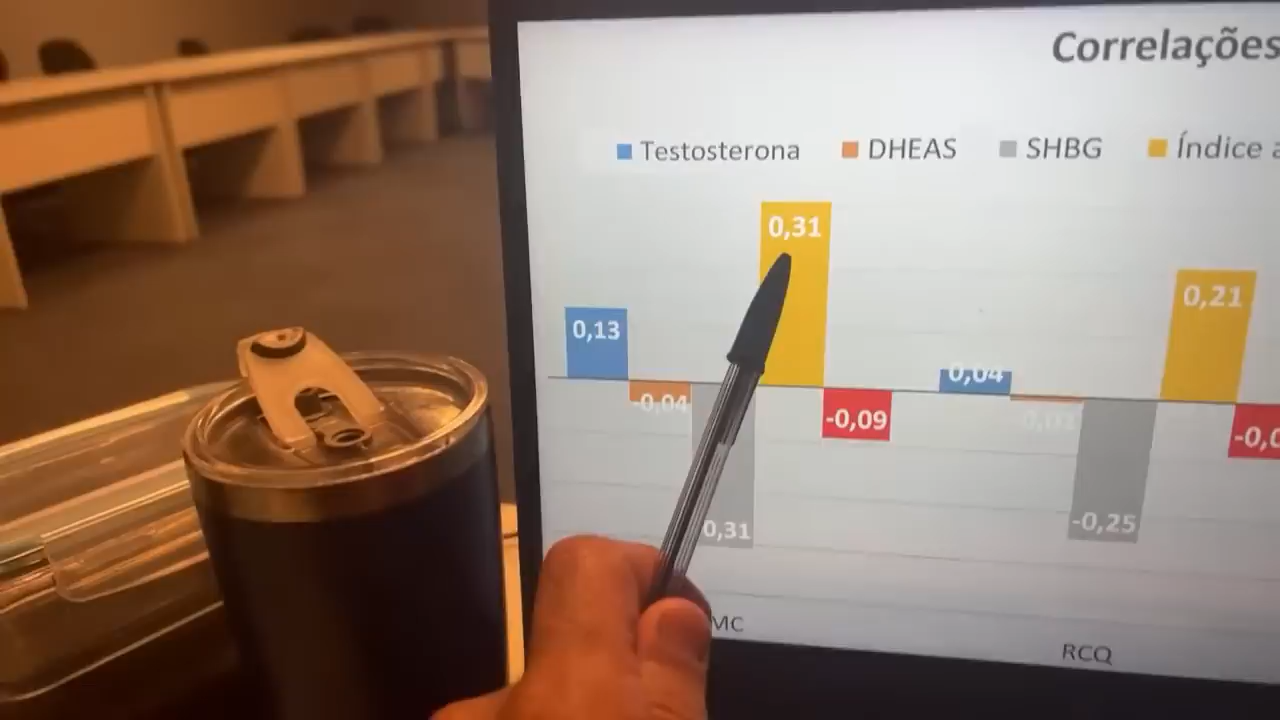 Correlações
Testosterona DHEAS SHBG Índice
0,31
0,21
0,13
0,04
-0,04
-0,09
-0,25
0,31
MC
RCQ